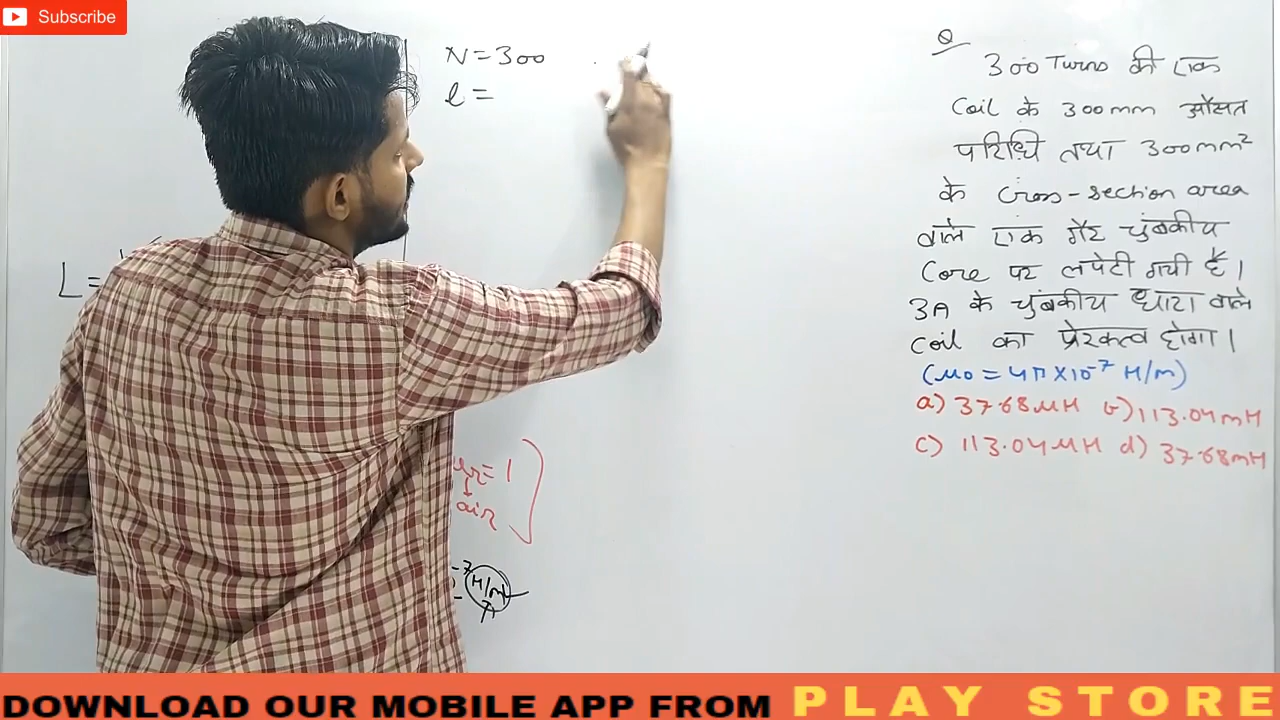 Subscribe
N=300
l=
L=
μr=1
air
-7 H/m
Q
300 Turns की एक
Coil के 300mm औसत
परिधि तथा 300mm²
के Cross-section area
वाले एक गैर चुंबकीय
Core पर लपेटी गयी है।
3A के चुंबकीय धारा वाले
Coil का प्रेरकत्व होगा।
(μ0=4π×10⁻⁷ H/m)
a) 37.68μH b) 113.04mH
c) 113.04μH d) 37.68mH
DOWNLOAD OUR MOBILE APP FROM PLAY STORE